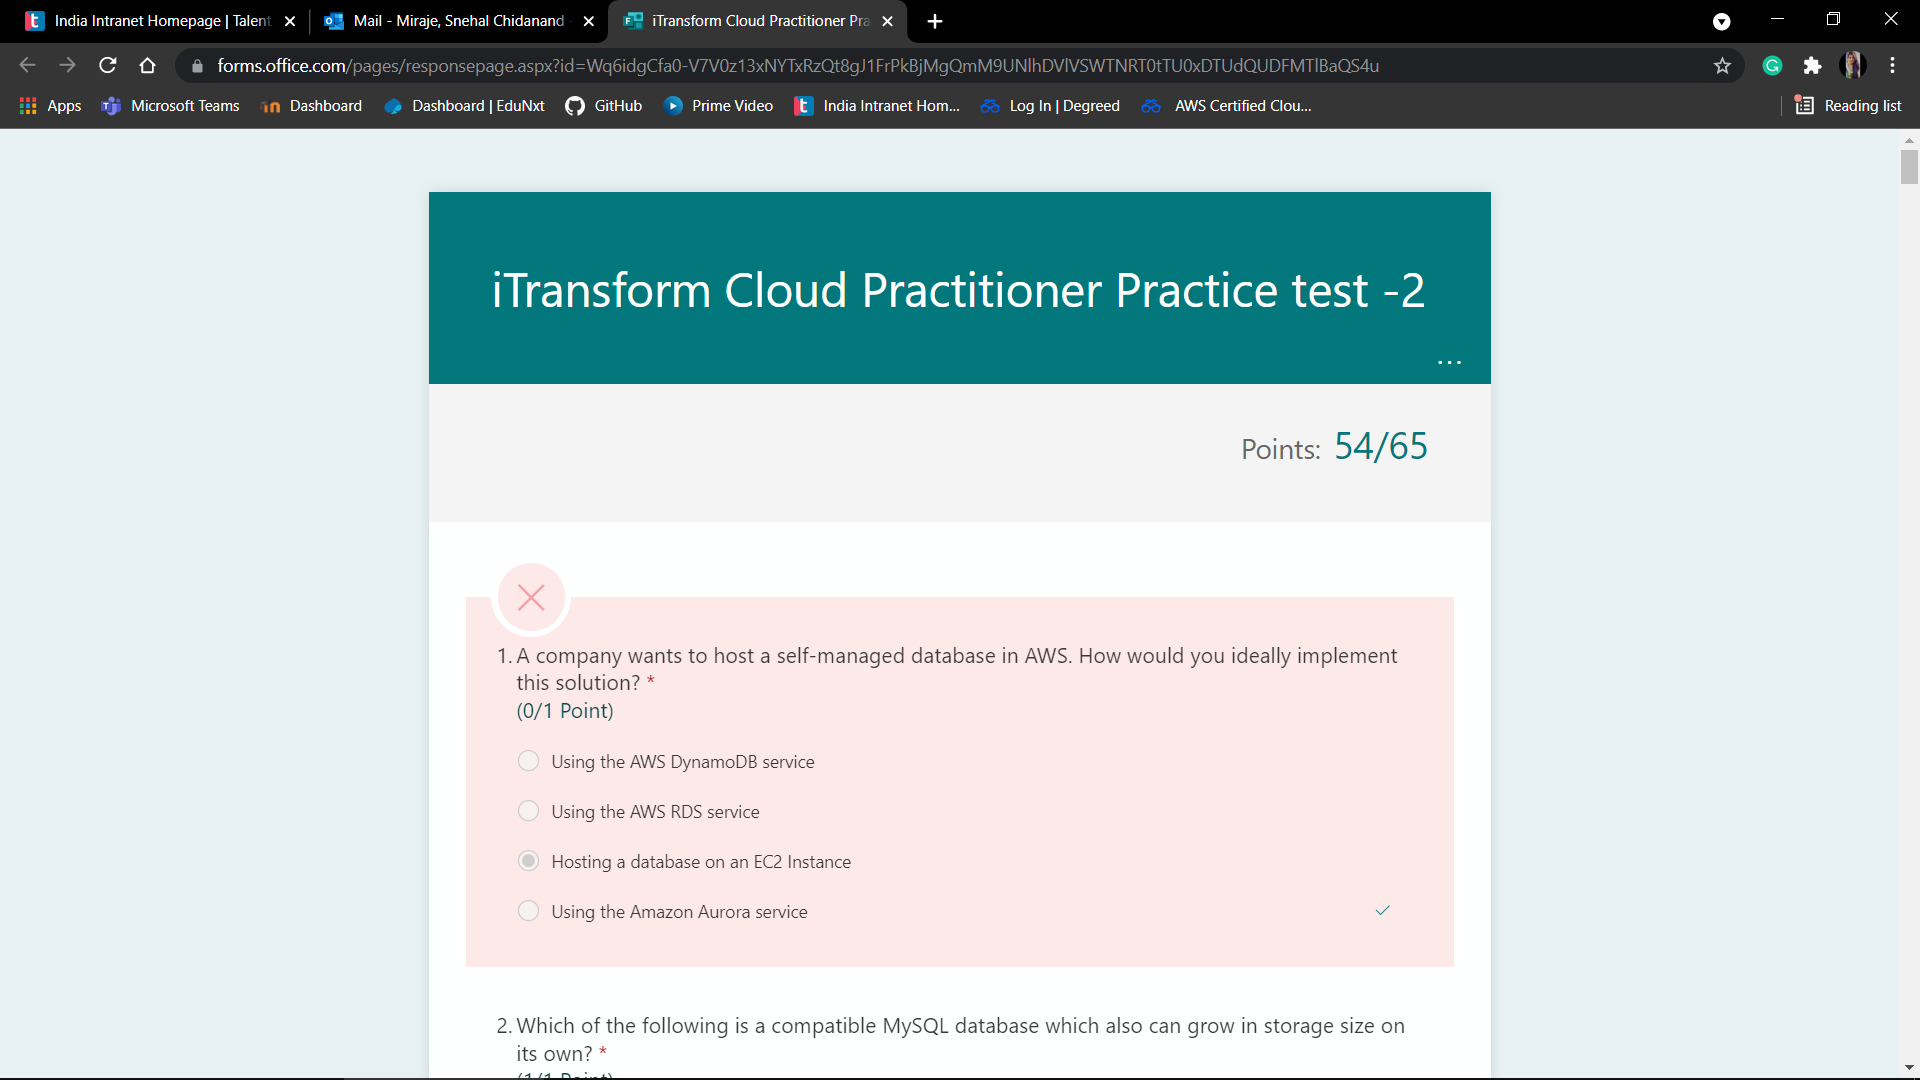 India Intranet Homepage | Talent
Mail - Miraje, Snehal Chidanand
iTransform Cloud Practitioner Pra
forms.office.com/pages/responsepage.aspx?id=Wq6idgCfa0-V7V0z13xNYTxRzQt8gJ1FrPkBjMgQmM9UNlhDVlVSWTNRT0tTU0xDTUdQUDFMTlBaQS4u
Apps
Microsoft Teams
Dashboard
Dashboard | EduNxt
GitHub
Prime Video
India Intranet Hom...
Log In | Degreed
AWS Certified Clou...
Reading list
iTransform Cloud Practitioner Practice test -2
...
Points: 54/65
1. A company wants to host a self-managed database in AWS. How would you ideally implement
this solution? *
(0/1 Point)
Using the AWS DynamoDB service
Using the AWS RDS service
Hosting a database on an EC2 Instance
Using the Amazon Aurora service
2. Which of the following is a compatible MySQL database which also can grow in storage size on
its own? *
(1/1 Point)